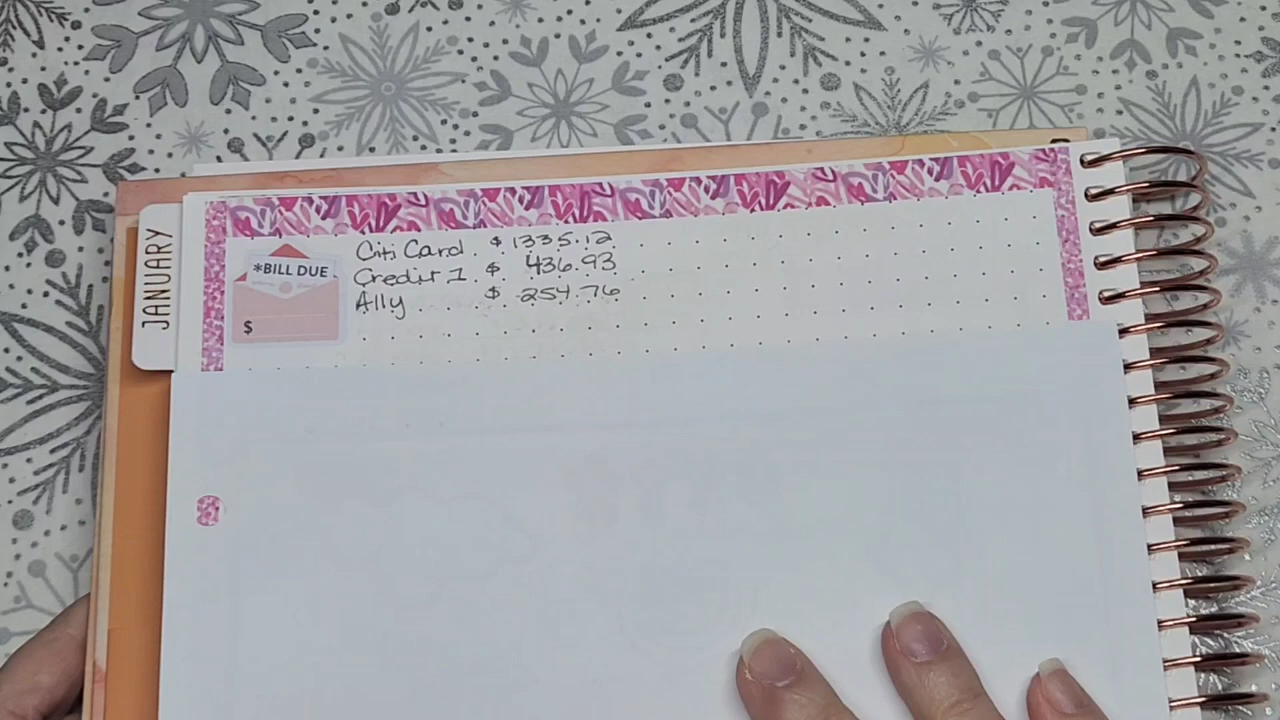 JANUARY
*BILL DUE
$
Citi Card $ 1335.12
Credit 1 $ 436.93
Ally $ 254.76